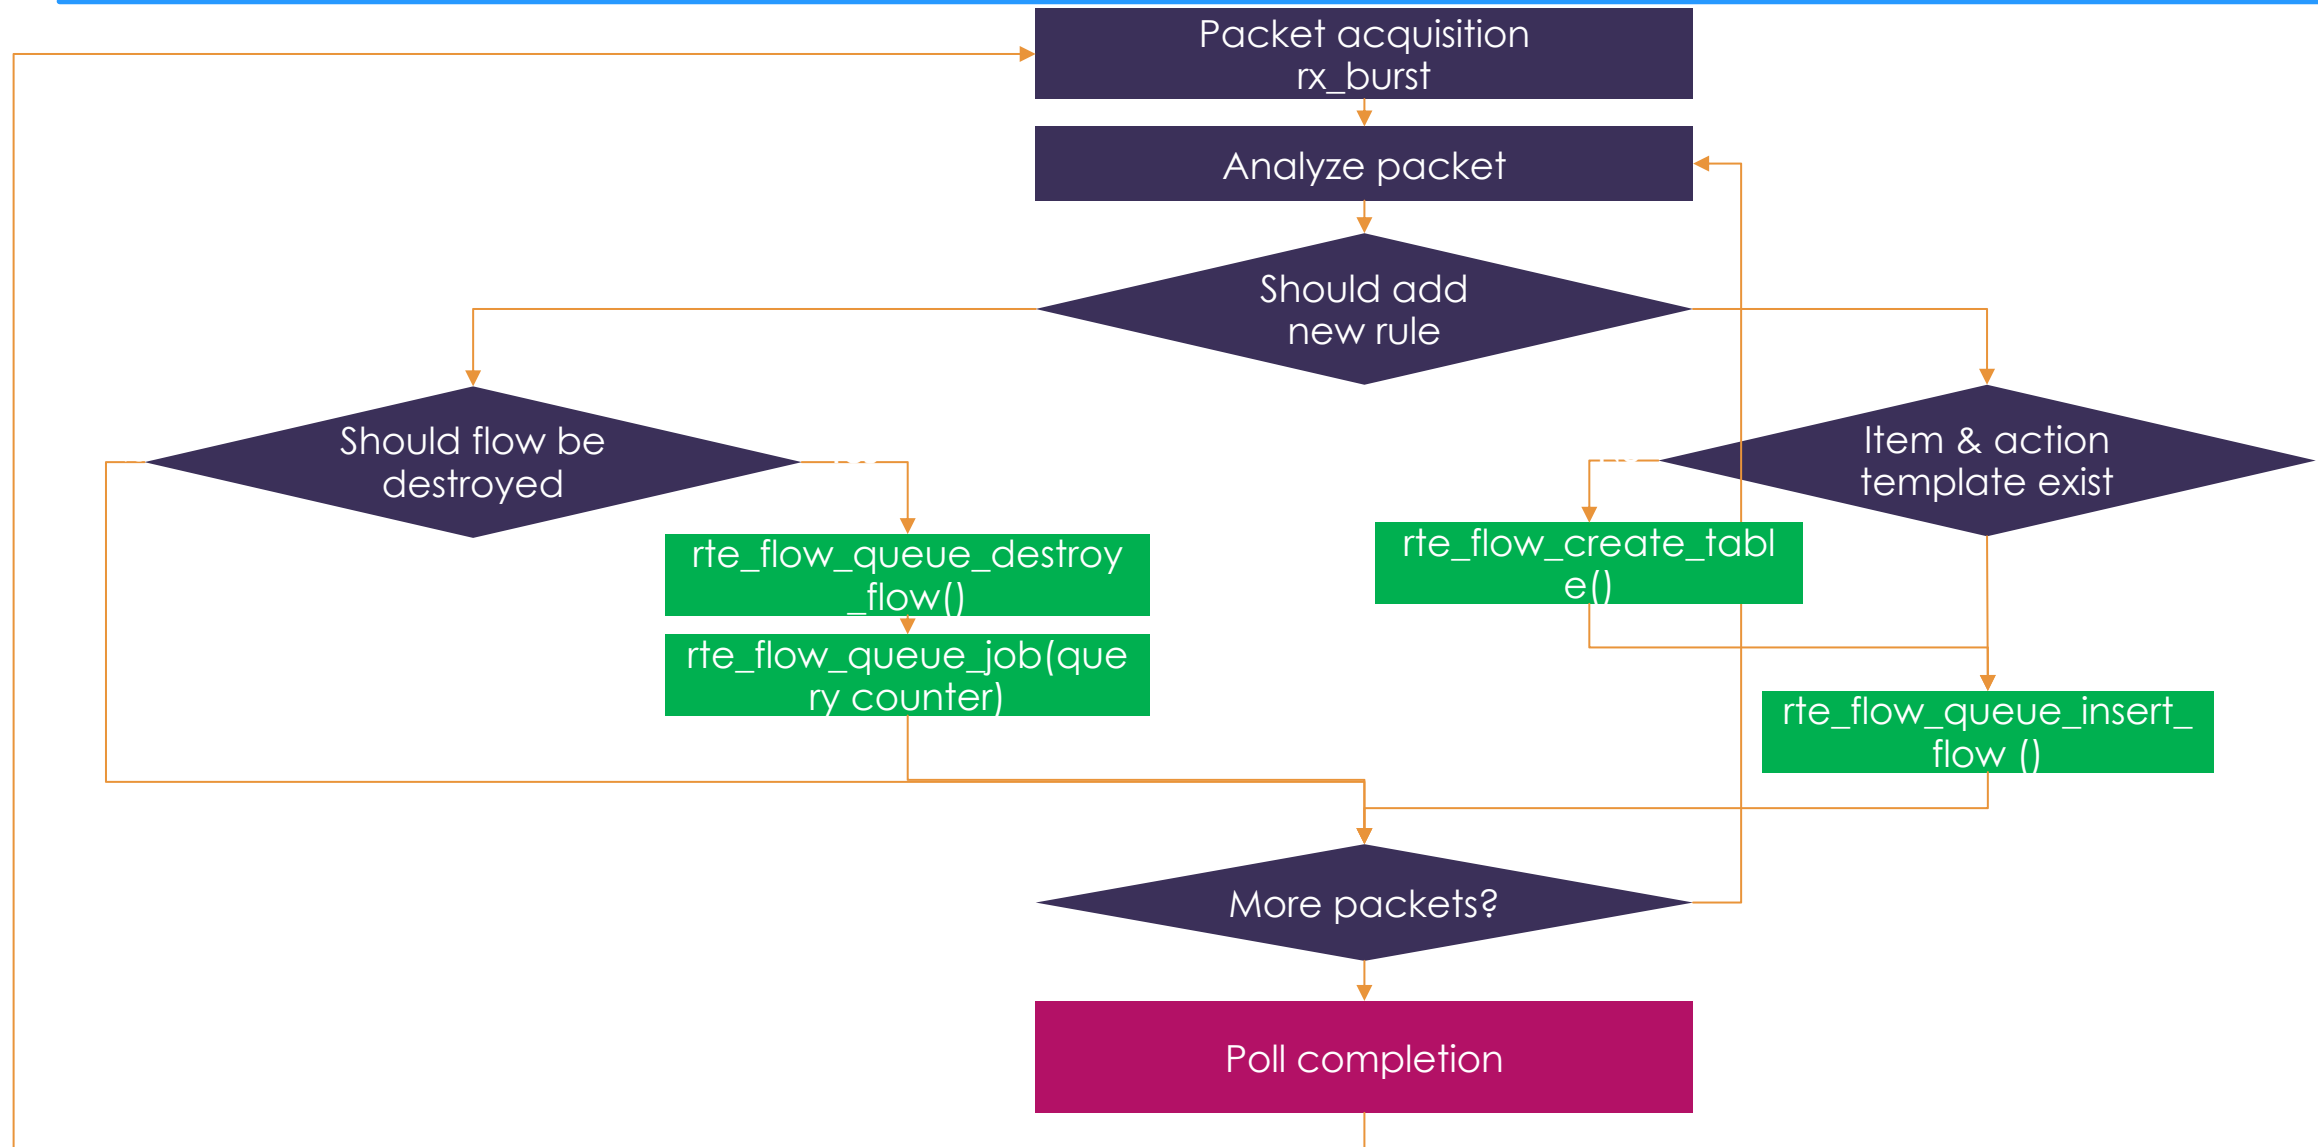 Packet acquisition
rx_burst
Analyze packet
Should add
new rule
Should flow be
destroyed
Item & action
template exist
rte_flow_queue_destroy
_flow()
rte_flow_create_tabl
e()
rte_flow_queue_job(que
ry counter)
rte_flow_queue_insert_
flow ()
More packets?
Poll completion